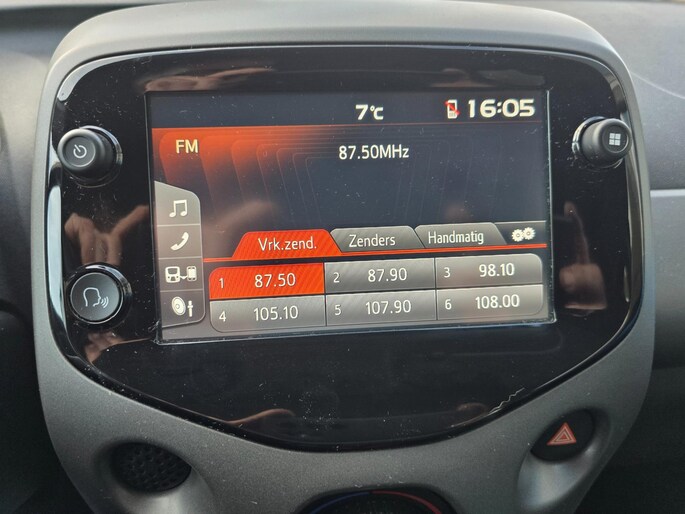 7°C 16:05
FM
87.50MHz
Vrk.zend. Zenders Handmatig
1 87.50 2 87.90 3 98.10
4 105.10 5 107.90 6 108.00